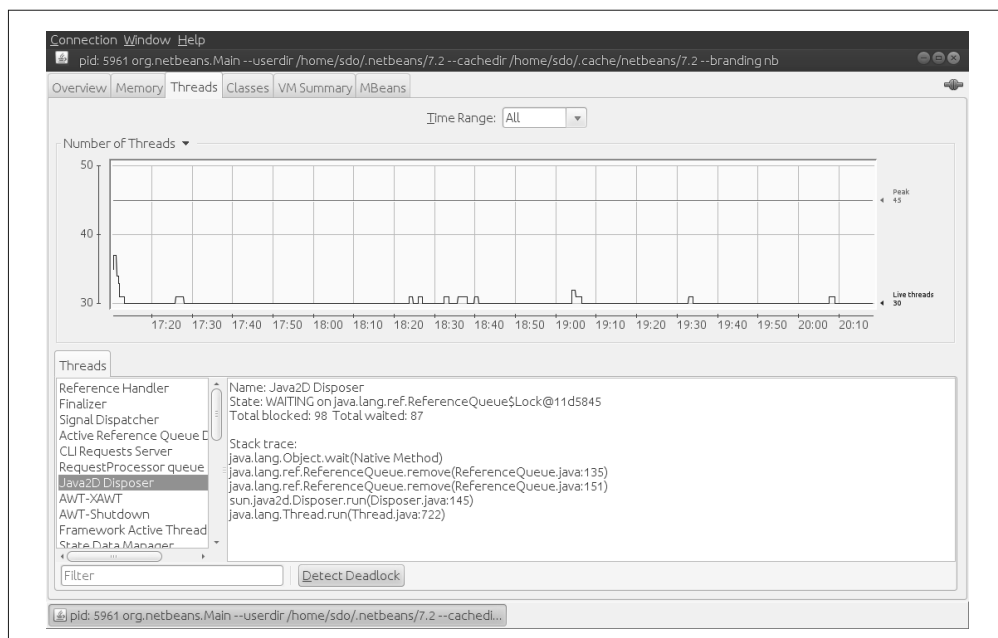 Connection Window Help
pid: 5961 org.netbeans.Main --userdir /home/sdo/.netbeans/7.2 --cachedir /home/sdo/.cache/netbeans/7.2 --branding nb
Overview Memory Threads Classes VM Summary MBeans
Time Range: All
Number of Threads
50
Peak
45
40
30
Live threads
30
17:20 17:30 17:40 17:50 18:00 18:10 18:20 18:30 18:40 18:50 19:00 19:10 19:20 19:30 19:40 19:50 20:00 20:10
Threads
Reference Handler
Finalizer
Signal Dispatcher
Active Reference Queue D
CLI Requests Server
RequestProcessor queue
Java2D Disposer
AWT-XAWT
AWT-Shutdown
Framework Active Thread
State Data Manager
Name: Java2D Disposer
State: WAITING on java.lang.ref.ReferenceQueue$Lock@11d5845
Total blocked: 98 Total waited: 87
Stack trace:
java.lang.Object.wait(Native Method)
java.lang.ref.ReferenceQueue.remove(ReferenceQueue.java:135)
java.lang.ref.ReferenceQueue.remove(ReferenceQueue.java:151)
sun.java2d.Disposer.run(Disposer.java:145)
java.lang.Thread.run(Thread.java:722)
Filter
Detect Deadlock
pid: 5961 org.netbeans.Main --userdir /home/sdo/.netbeans/7.2 --cachedi...